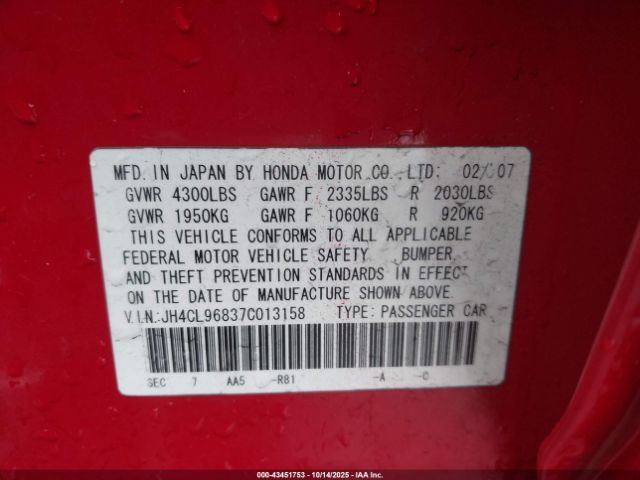 MFD. IN JAPAN BY HONDA MOTOR CO. LTD: 02/ 07
GVWR 4300LBS GAWR F 2335LBS R 2030LBS
GVWR 1950KG GAWR F 1060KG R 920KG
THIS VEHICLE CONFORMS TO ALL APPLICABLE
FEDERAL MOTOR VEHICLE SAFETY BUMPER,
AND THEFT PREVENTION STANDARDS IN EFFECT
ON THE DATE OF MANUFACTURE SHOWN ABOVE.
V.I.N.:JH4CL96837C013158 TYPE: PASSENGER CAR
SEC 7 AA5 -R81 -A -C
000-43451753 | 10/14/2025 | Copyright © IAA, LLC